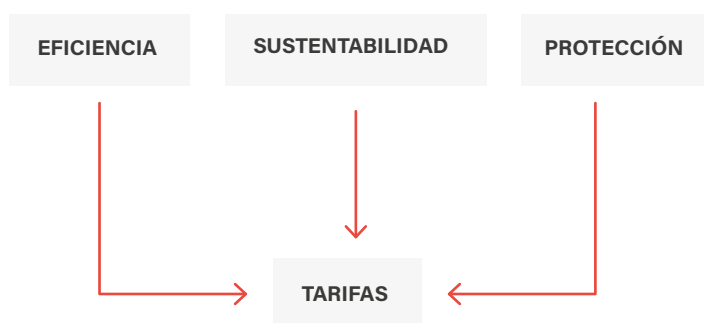 EFICIENCIA
SUSTENTABILIDAD
PROTECCIÓN
TARIFAS